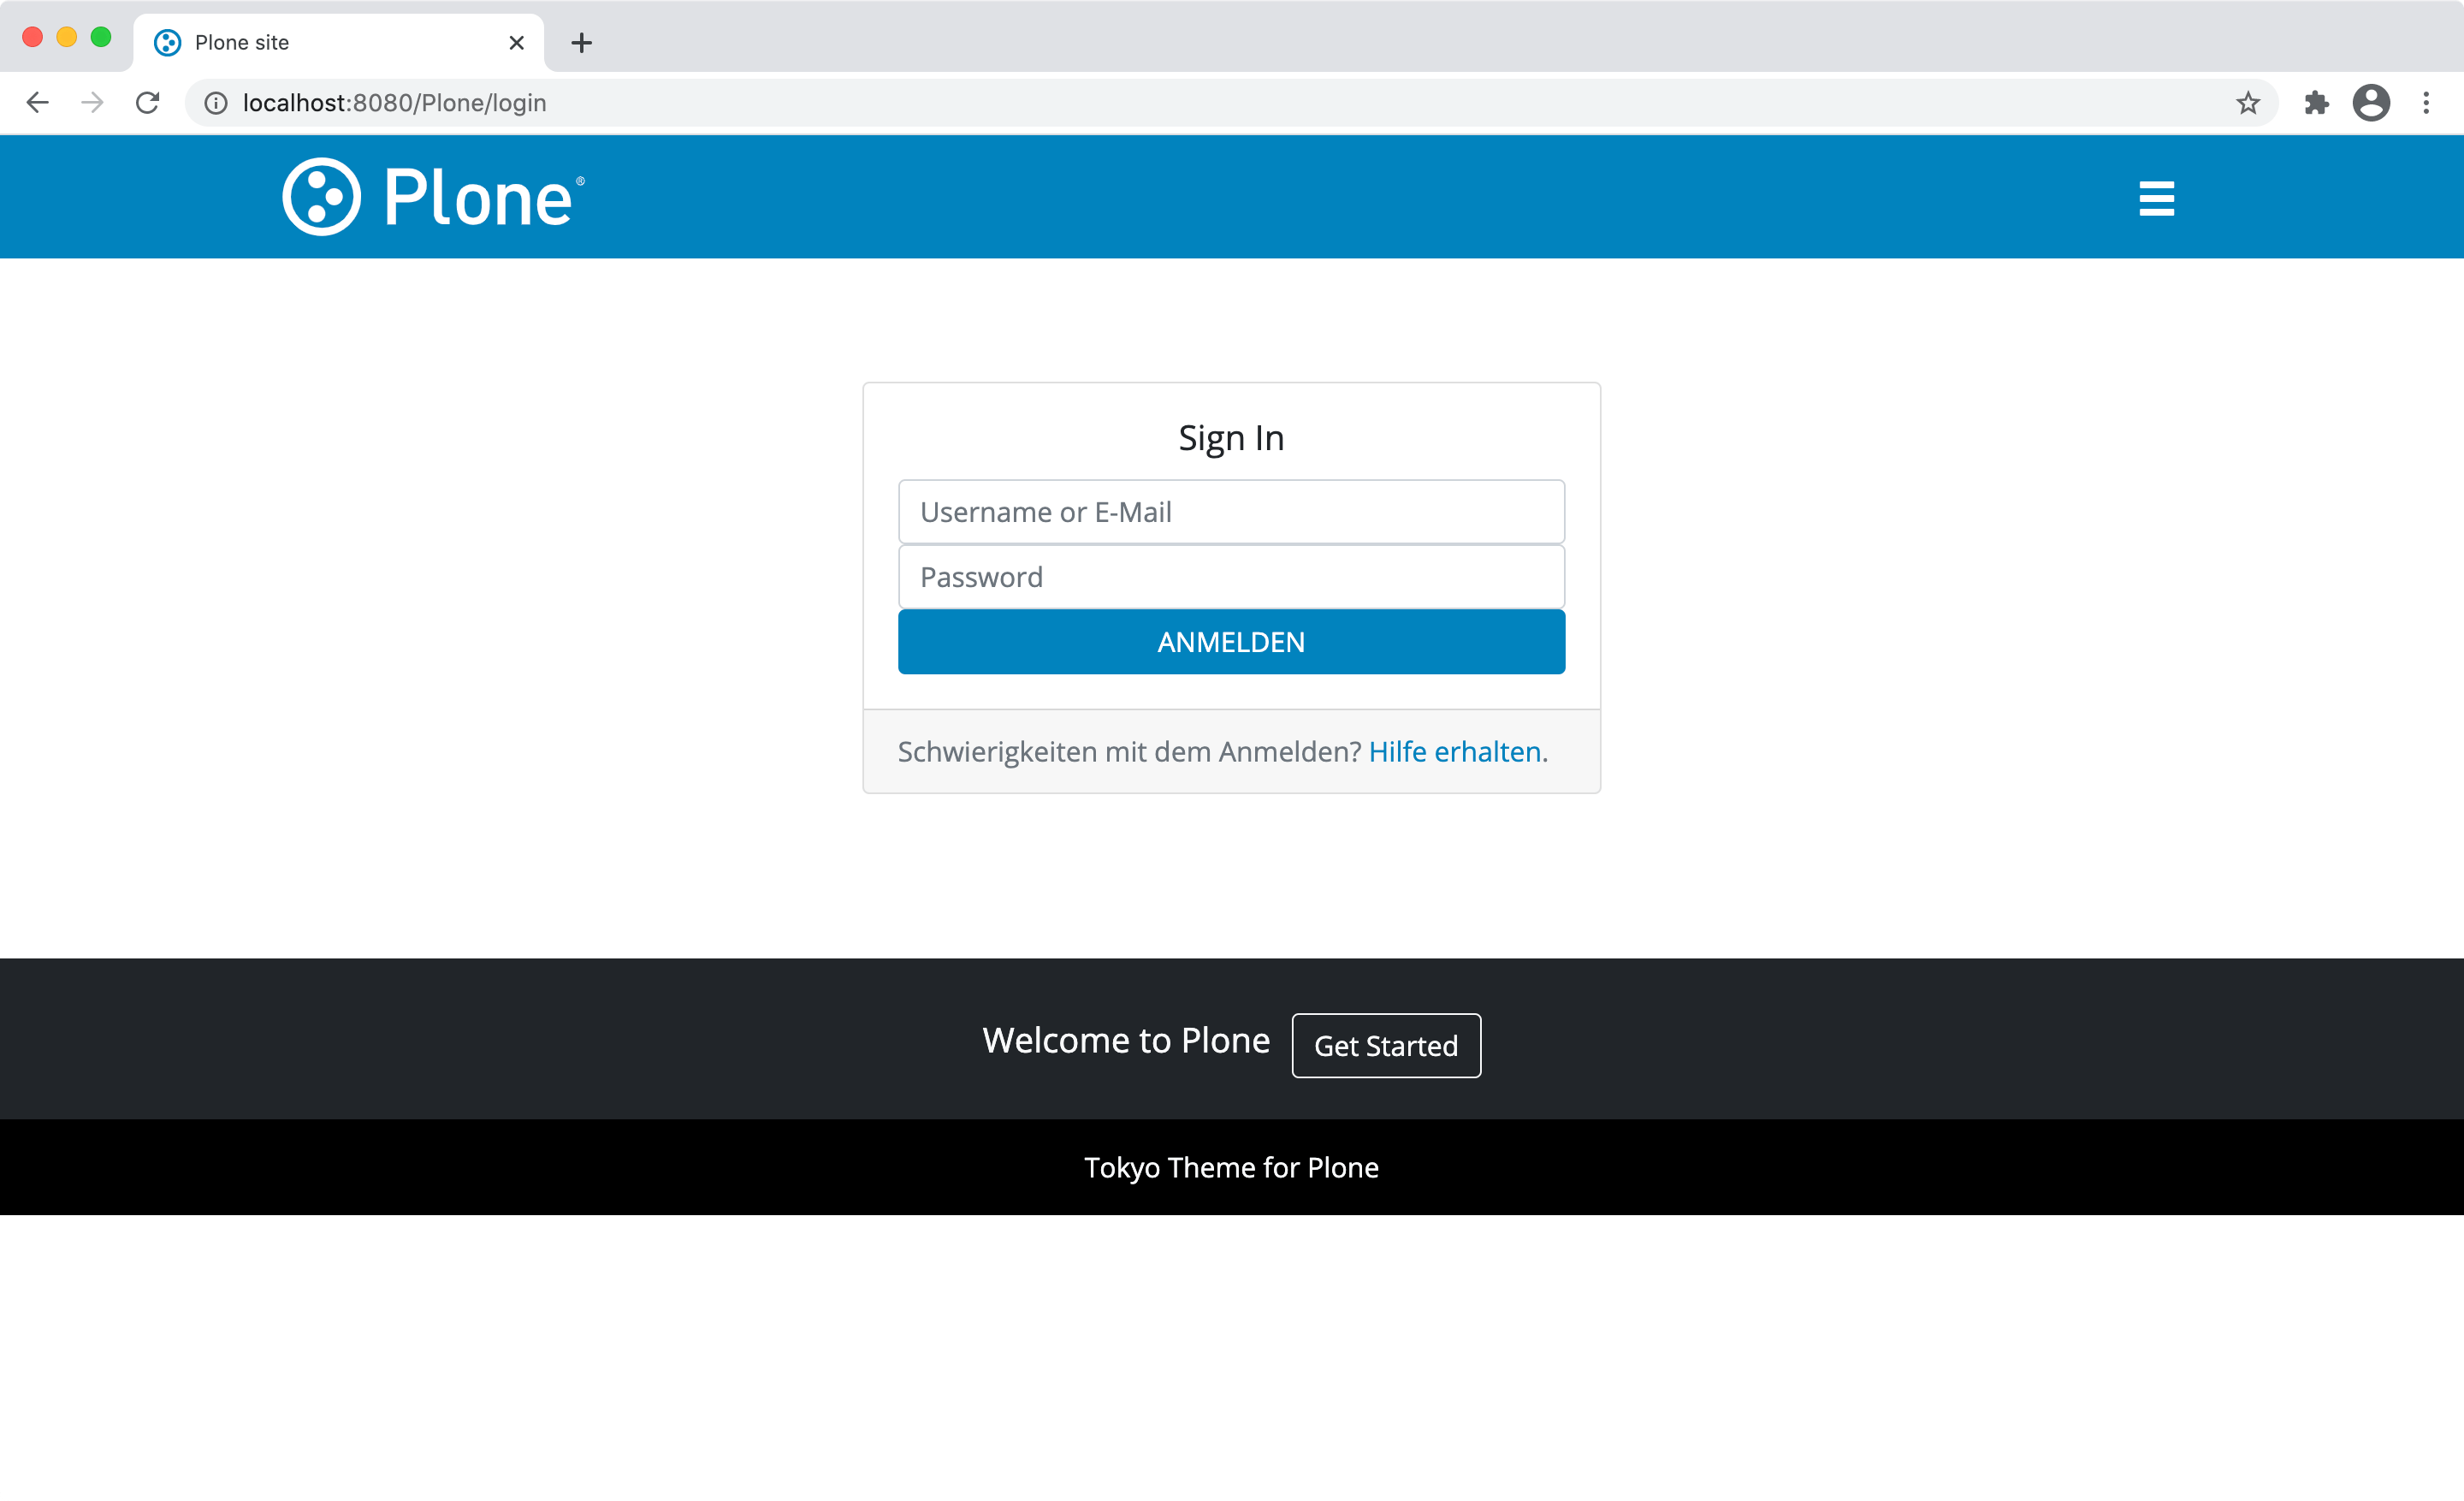 Plone site
localhost:8080/Plone/login
Plone®
Sign In
Username or E-Mail
Password
ANMELDEN
Schwierigkeiten mit dem Anmelden? Hilfe erhalten.
Welcome to Plone Get Started
Tokyo Theme for Plone